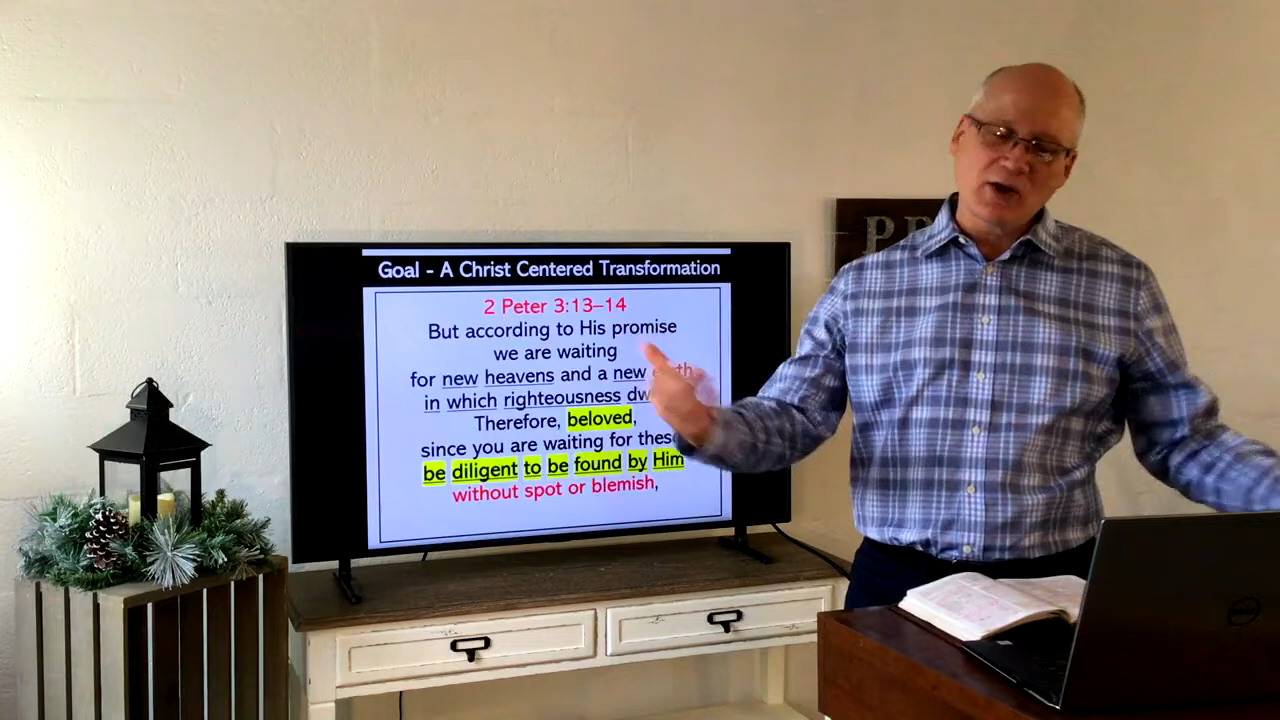 Goal - A Christ Centered Transformation
2 Peter 3:13–14
But according to His promise
we are waiting
for new heavens and a new
in which righteousness
Therefore, beloved,
since you are waiting for
be diligent to be found by Him
without spot or blemish,
DELL